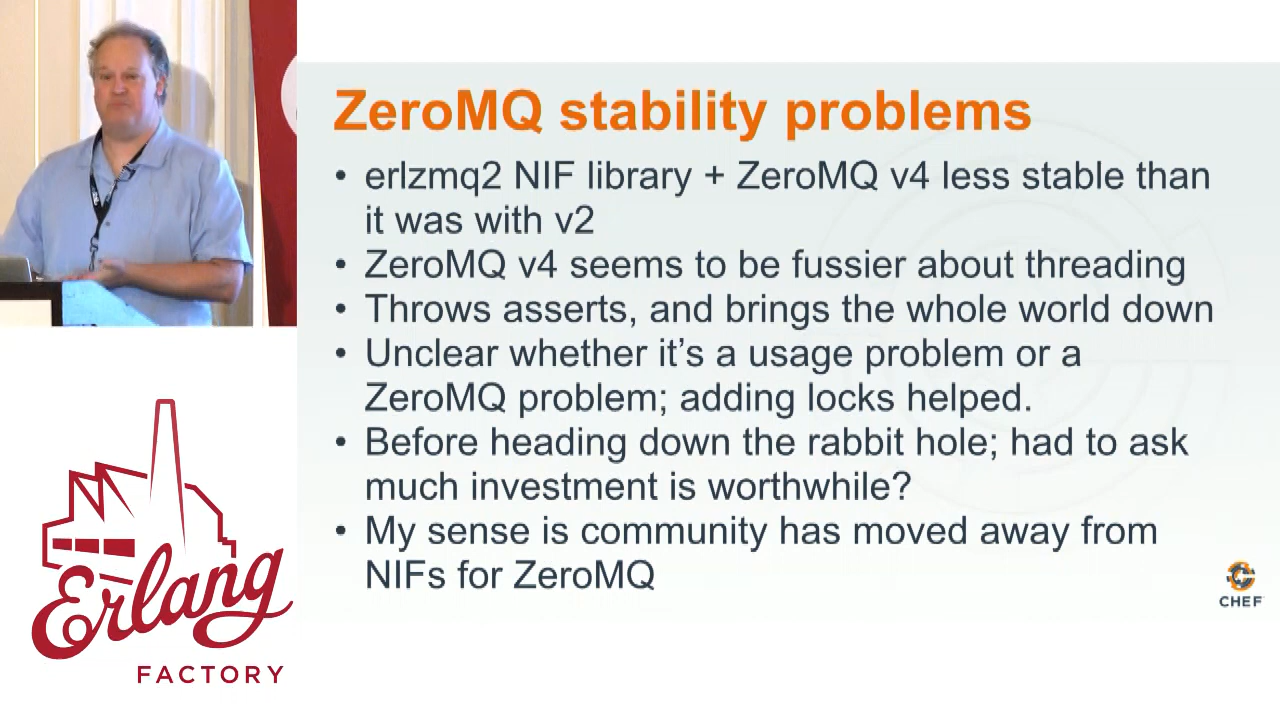 ZeroMQ stability problems
• erlzmq2 NIF library + ZeroMQ v4 less stable than
it was with v2
• ZeroMQ v4 seems to be fussier about threading
• Throws asserts, and brings the whole world down
• Unclear whether it’s a usage problem or a
ZeroMQ problem; adding locks helped.
• Before heading down the rabbit hole; had to ask
much investment is worthwhile?
• My sense is community has moved away from
NIFs for ZeroMQ
CHEF
Erlang
FACTORY